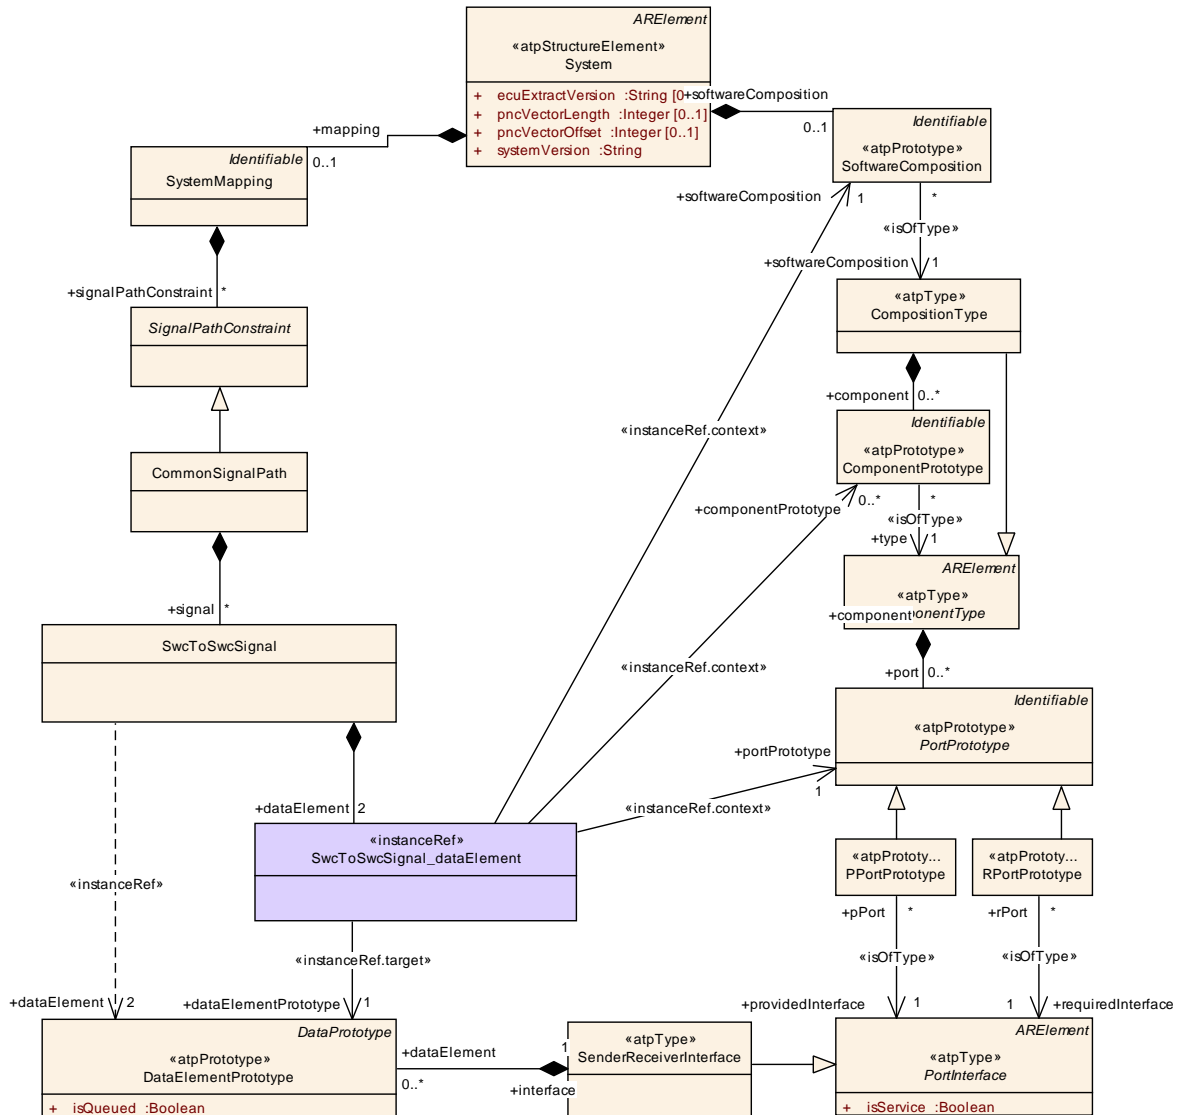 ARElement
«atpStructureElement»
System
+ ecuExtractVersion :String [0
+ pncVectorLength :Integer [0..1]
+ pncVectorOffset :Integer [0..1]
+ systemVersion :String
+softwareComposition
0..1
+mapping
0..1
Identifiable
SystemMapping
Identifiable
«atpPrototype»
SoftwareComposition
+softwareComposition
1
*
«isOfType»
+softwareComposition
1
+signalPathConstraint
*
SignalPathConstraint
«atpType»
CompositionType
+component
0..*
«instanceRef.context»
Identifiable
«atpPrototype»
ComponentPrototype
CommonSignalPath
+componentPrototype
0..*
*
«isOfType»
+type
1
ARElement
«atpType»
+component
onentType
+signal
*
SwcToSwcSignal
«instanceRef.context»
+port
0..*
Identifiable
«atpPrototype»
PortPrototype
+portPrototype
1
«instanceRef.context»
+dataElement
2
«instanceRef»
SwcToSwcSignal_dataElement
«atpPrototy...
PPortPrototype
«atpPrototy...
RPortPrototype
«instanceRef»
+pPort
*
+rPort
*
«instanceRef.target»
«isOfType»
«isOfType»
+dataElement
2
+dataElementPrototype
1
+providedInterface
1
1
+requiredInterface
DataPrototype
«atpPrototype»
DataElementPrototype
+ isQueued :Boolean
+dataElement
0..*
1
+interface
«atpType»
SenderReceiverInterface
ARElement
«atpType»
PortInterface
+ isService :Boolean